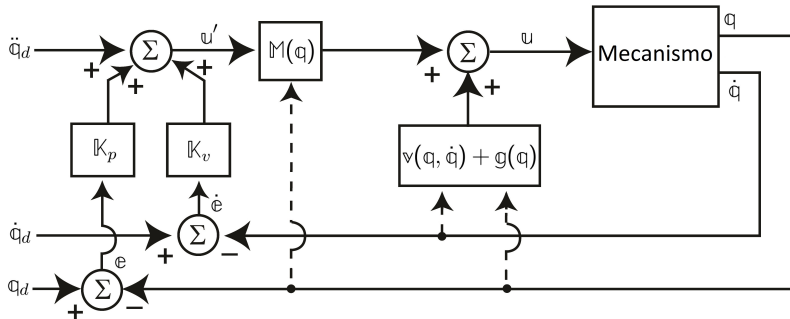 q̈_d
Σ
𝕦′
𝕄(𝕢)
Σ
𝕦
Mecanismo
𝕢
𝕢̇
+
+
+
+
+
+
𝕂_p
𝕂_v
𝕧(𝕢, 𝕢̇) + 𝕘(𝕢)
𝕖̇
𝕢̇_d
Σ
+
−
𝕖
𝕢_d
Σ
+
−